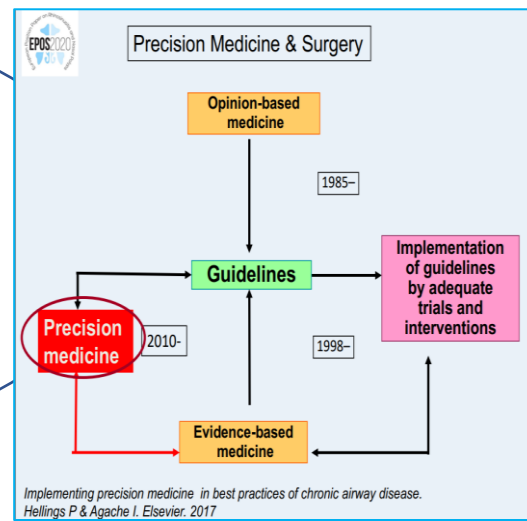 EPOS2020
Precision Medicine & Surgery
Opinion-based
medicine
1985–
Guidelines
Implementation
of guidelines
by adequate
trials and
interventions
Precision
medicine
2010-
1998–
Evidence-based
medicine
Implementing precision medicine in best practices of chronic airway disease.
Hellings P & Agache I. Elsevier. 2017